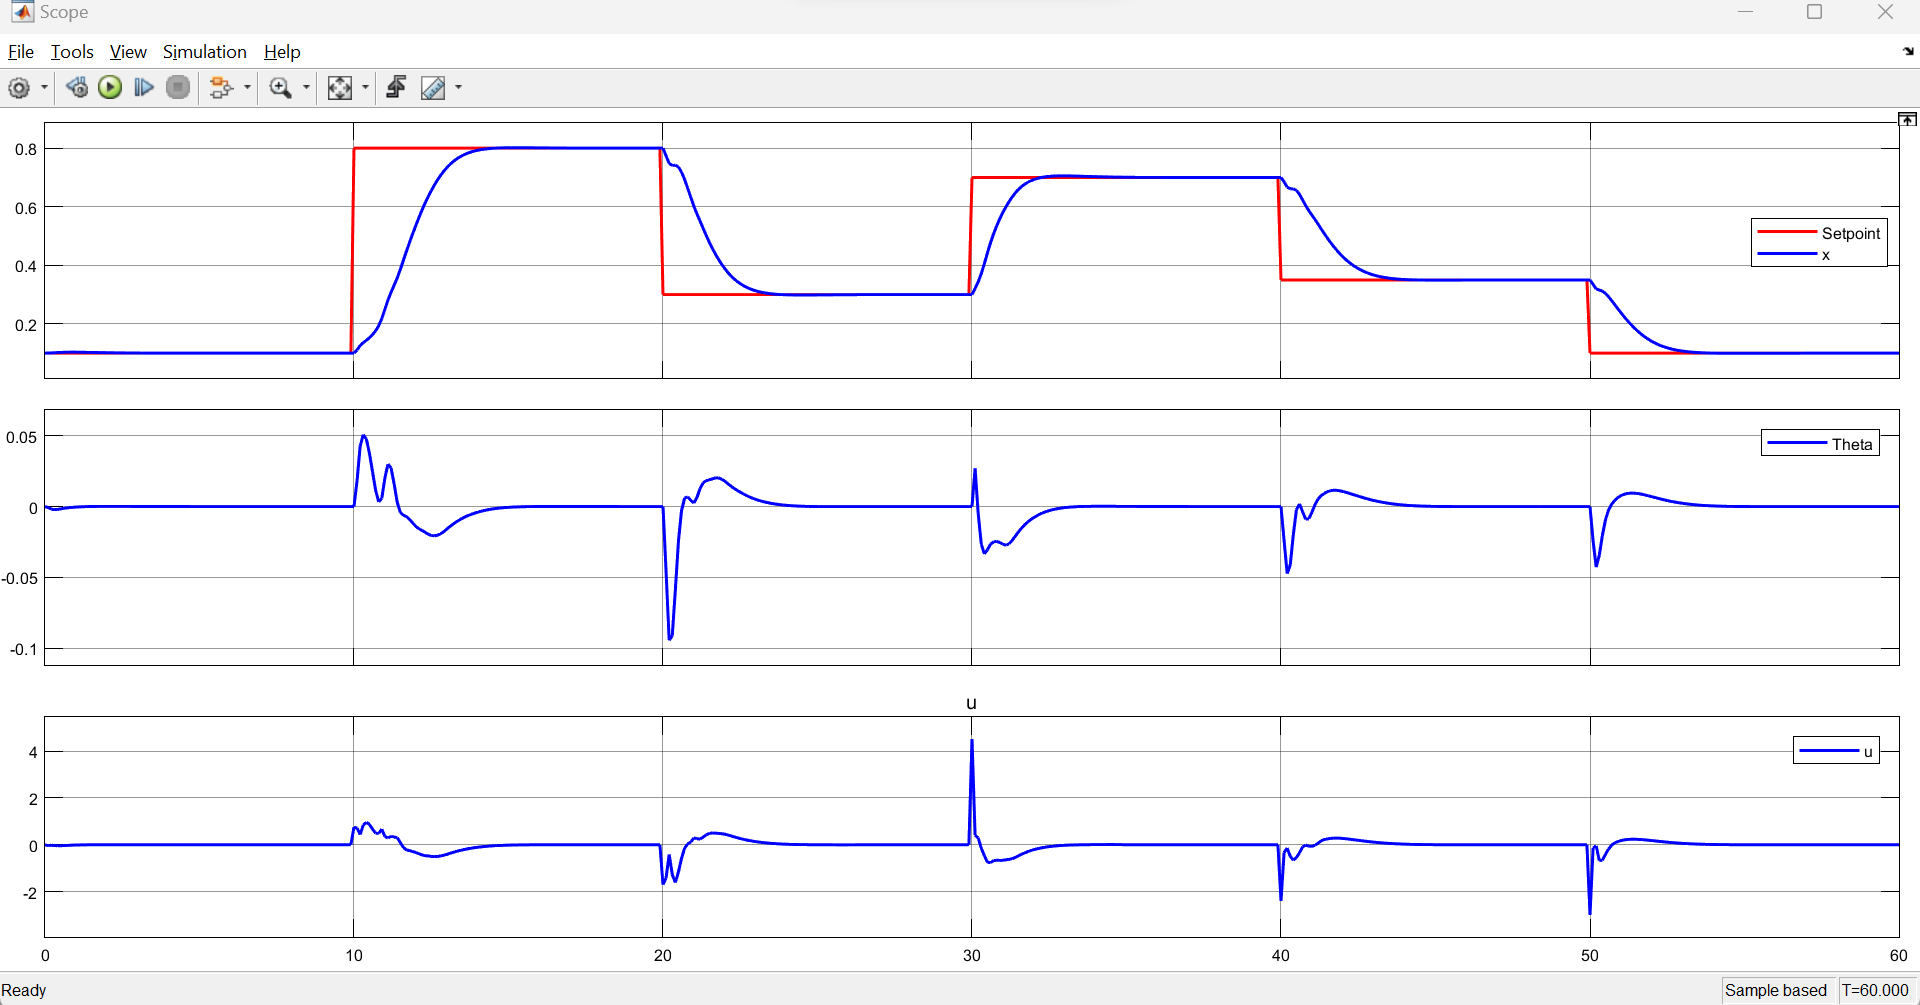 Scope
File Tools View Simulation Help
0.8
0.6
0.4
0.2
Setpoint
x
0.05
0
-0.05
-0.1
Theta
u
4
2
0
-2
u
0 10 20 30 40 50 60
Ready
Sample based T=60.000